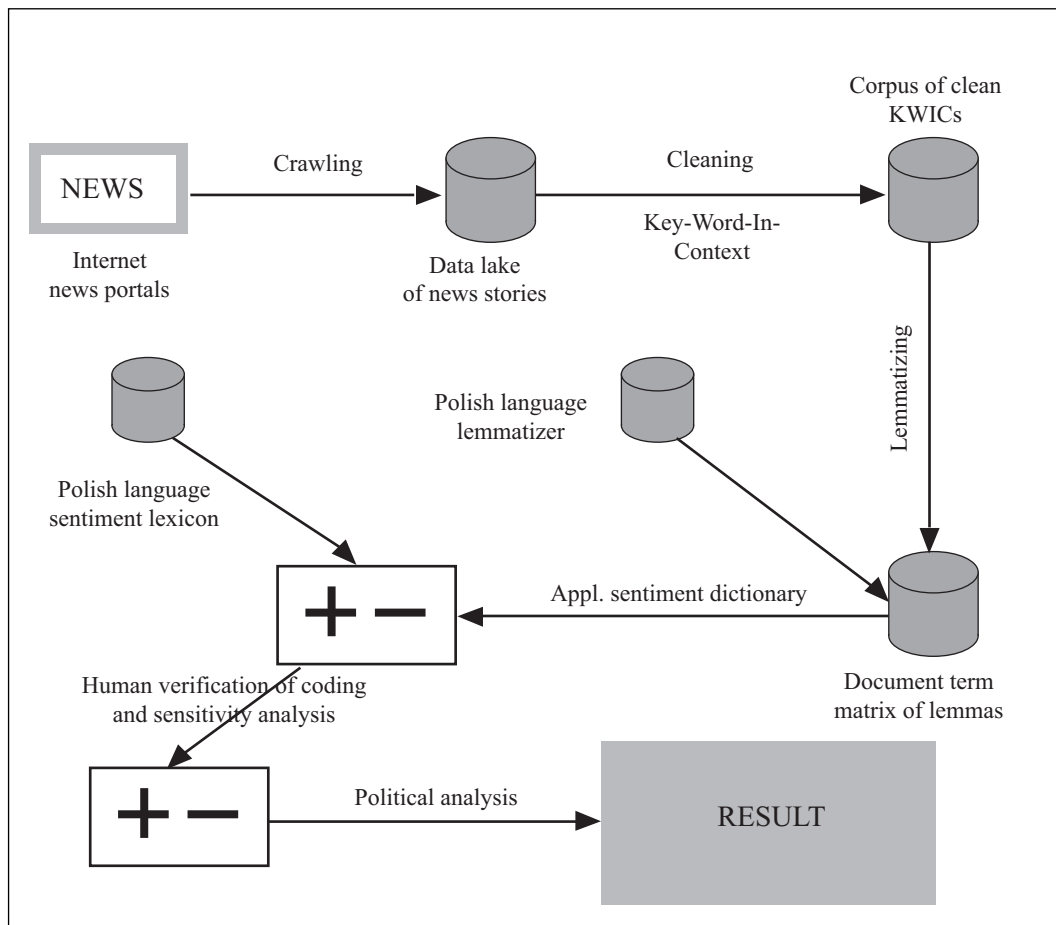 Corpus of clean
KWICs
NEWS
Crawling
Cleaning
Key-Word-In-
Context
Internet
news portals
Data lake
of news stories
Lemmatizing
Polish language
lemmatizer
Polish language
sentiment lexicon
Appl. sentiment dictionary
+ −
Human verification of coding
and sensitivity analysis
Document term
matrix of lemmas
+ −
Political analysis
RESULT